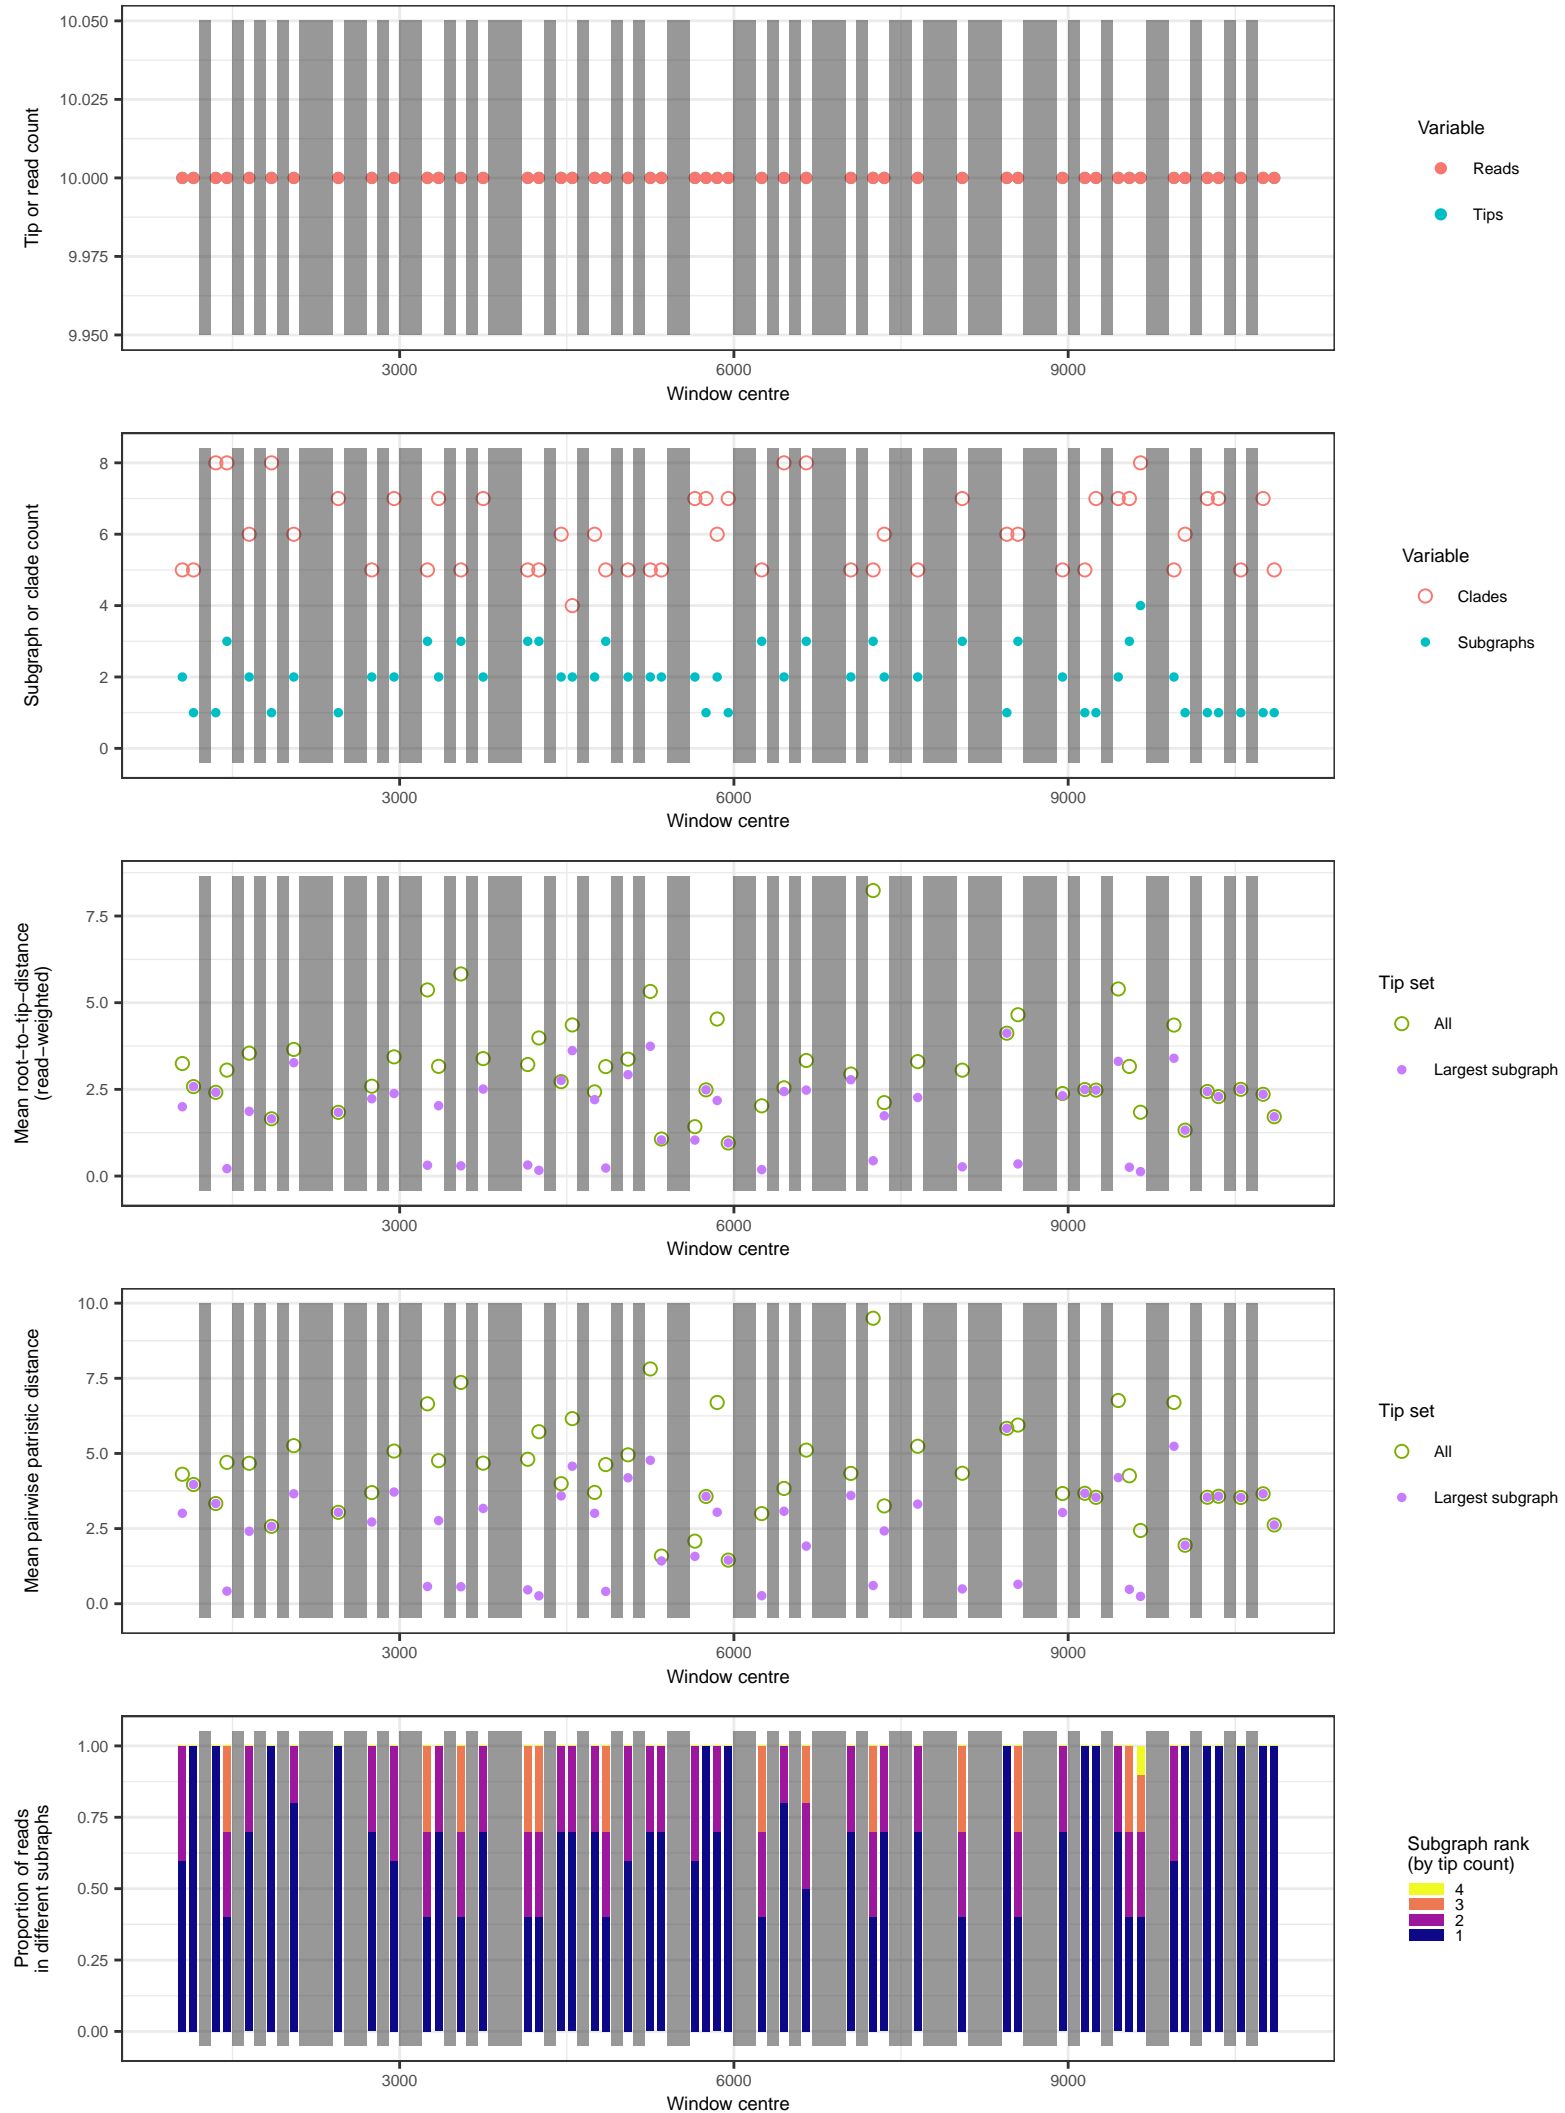 10.050
10.025
10.000
9.975
9.950
Tip or read count
3000
6000
9000
Window centre
Variable
Reads
Tips
8
6
4
2
0
Subgraph or clade count
3000
6000
9000
Window centre
Variable
Clades
Subgraphs
7.5
5.0
2.5
0.0
Mean root−to−tip−distance
(read−weighted)
3000
6000
9000
Window centre
Tip set
All
Largest subgraph
10.0
7.5
5.0
2.5
0.0
Mean pairwise patristic distance
3000
6000
9000
Window centre
Tip set
All
Largest subgraph
1.00
0.75
0.50
0.25
0.00
Proportion of reads
in different subraphs
3000
6000
9000
Window centre
Subgraph rank
(by tip count)
4
3
2
1